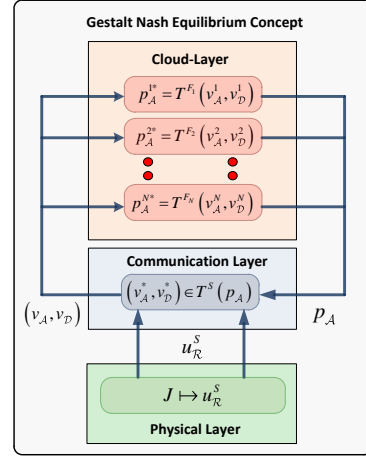 Gestalt Nash Equilibrium Concept
Cloud-Layer
p_𝒜^{1*} = T^{F_1}(v_𝒜^1, v_𝒟^1)
p_𝒜^{2*} = T^{F_2}(v_𝒜^2, v_𝒟^2)
p_𝒜^{N*} = T^{F_N}(v_𝒜^N, v_𝒟^N)
Communication Layer
(v_𝒜^*, v_𝒟^*) ∈ T^S(p_𝒜)
(v_𝒜, v_𝒟)
p_𝒜
u_ℛ^S
J ↦ u_ℛ^S
Physical Layer